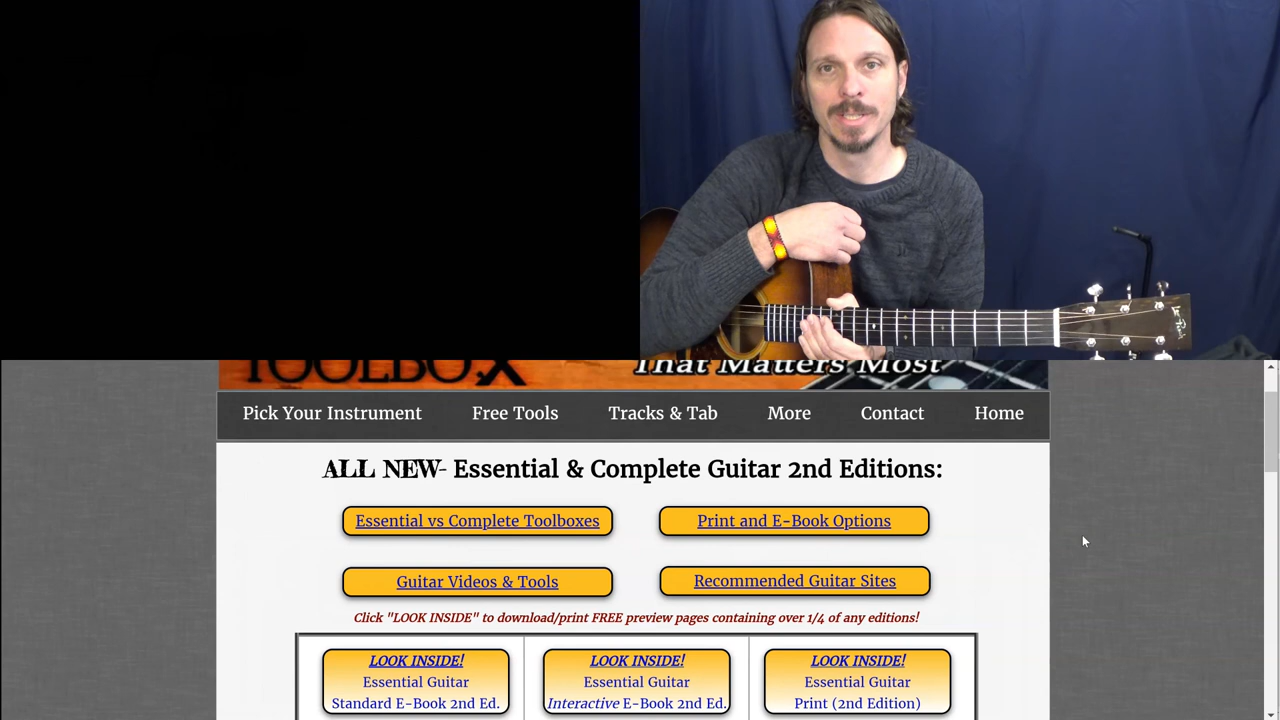 TOOLBOX
That Matters Most
Pick Your Instrument
Free Tools
Tracks & Tab
More
Contact
Home
ALL NEW- Essential & Complete Guitar 2nd Editions:
Essential vs Complete Toolboxes
Print and E-Book Options
Guitar Videos & Tools
Recommended Guitar Sites
Click "LOOK INSIDE" to download/print FREE preview pages containing over 1/4 of any editions!
LOOK INSIDE!
Essential Guitar
Standard E-Book 2nd Ed.
LOOK INSIDE!
Essential Guitar
Interactive E-Book 2nd Ed.
LOOK INSIDE!
Essential Guitar
Print (2nd Edition)